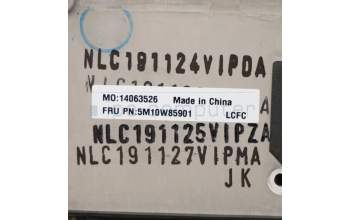 NLC191124VIPDA
MO:14063526 Made in China
FRU PN:5M10W85901 LCFC
NLC191125VIPZA
NLC191127VIPMA
JK